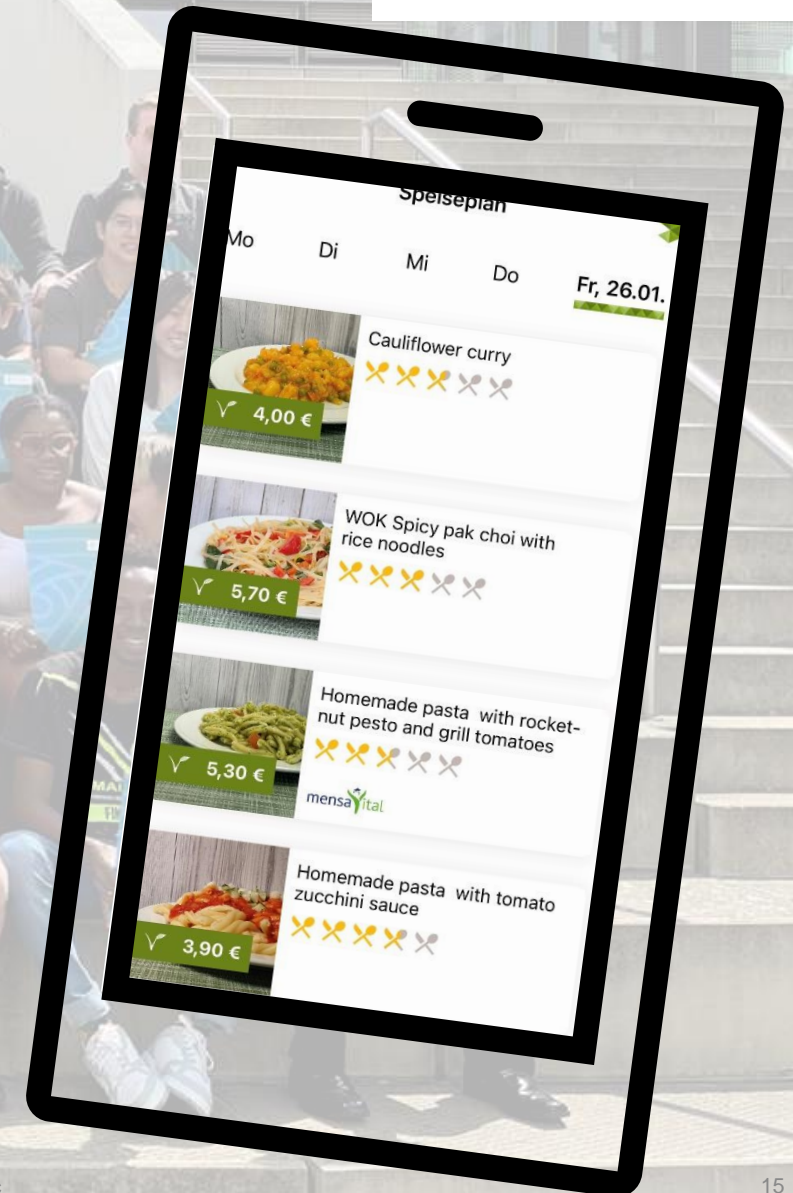 Speiseplan
Mo Di Mi Do Fr, 26.01.
Cauliflower curry
4,00 €
WOK Spicy pak choi with
rice noodles
5,70 €
Homemade pasta with rocket-
nut pesto and grill tomatoes
5,30 €
mensaVital
Homemade pasta with tomato
zucchini sauce
3,90 €
15